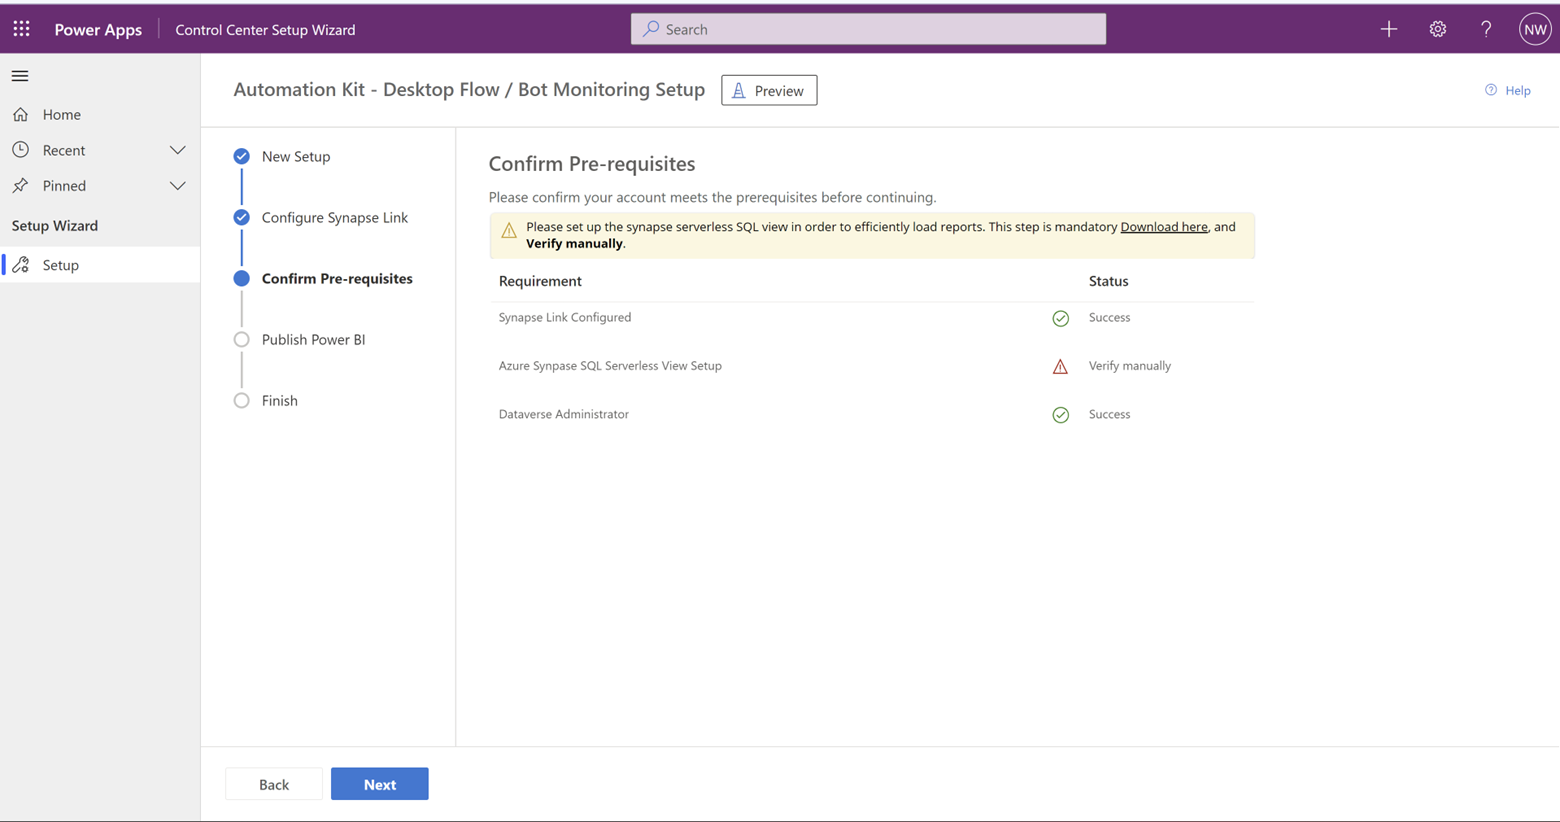 Power Apps
Control Center Setup Wizard
Search
NW
Home
Recent
Pinned
Setup Wizard
Setup
Automation Kit - Desktop Flow / Bot Monitoring Setup
Preview
Help
New Setup
Configure Synapse Link
Confirm Pre-requisites
Publish Power BI
Finish
Confirm Pre-requisites
Please confirm your account meets the prerequisites before continuing.
Please set up the synapse serverless SQL view in order to efficiently load reports. This step is mandatory Download here, and
Verify manually.
Requirement Status
Synapse Link Configured Success
Azure Synpase SQL Serverless View Setup Verify manually
Dataverse Administrator Success
Back
Next